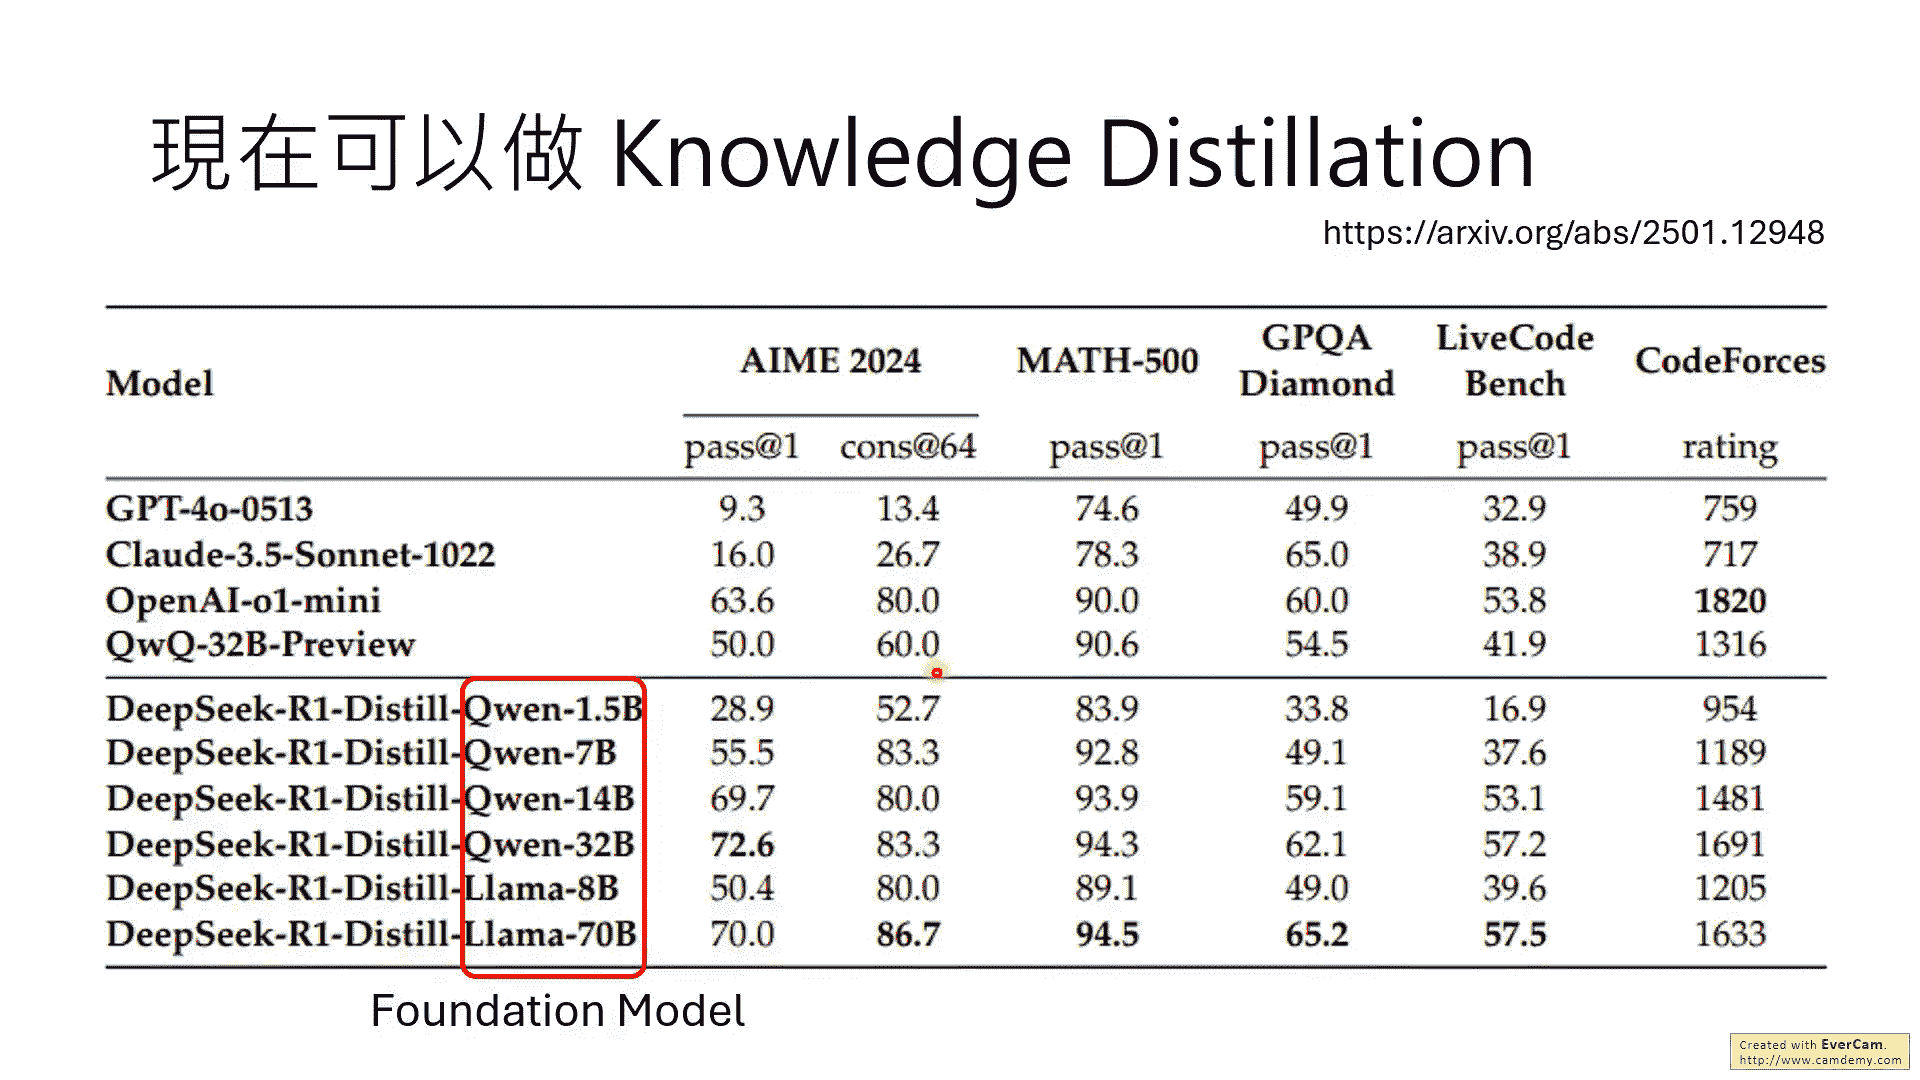 現在可以做 Knowledge Distillation
https://arxiv.org/abs/2501.12948
Model AIME 2024 MATH-500 GPQA Diamond LiveCode Bench CodeForces
pass@1 cons@64 pass@1 pass@1 pass@1 rating
GPT-4o-0513 9.3 13.4 74.6 49.9 32.9 759
Claude-3.5-Sonnet-1022 16.0 26.7 78.3 65.0 38.9 717
OpenAI-o1-mini 63.6 80.0 90.0 60.0 53.8 1820
QwQ-32B-Preview 50.0 60.0 90.6 54.5 41.9 1316
DeepSeek-R1-Distill-Qwen-1.5B 28.9 52.7 83.9 33.8 16.9 954
DeepSeek-R1-Distill-Qwen-7B 55.5 83.3 92.8 49.1 37.6 1189
DeepSeek-R1-Distill-Qwen-14B 69.7 80.0 93.9 59.1 53.1 1481
DeepSeek-R1-Distill-Qwen-32B 72.6 83.3 94.3 62.1 57.2 1691
DeepSeek-R1-Distill-Llama-8B 50.4 80.0 89.1 49.0 39.6 1205
DeepSeek-R1-Distill-Llama-70B 70.0 86.7 94.5 65.2 57.5 1633
Foundation Model
Created with EverCam.
http://www.camdemy.com